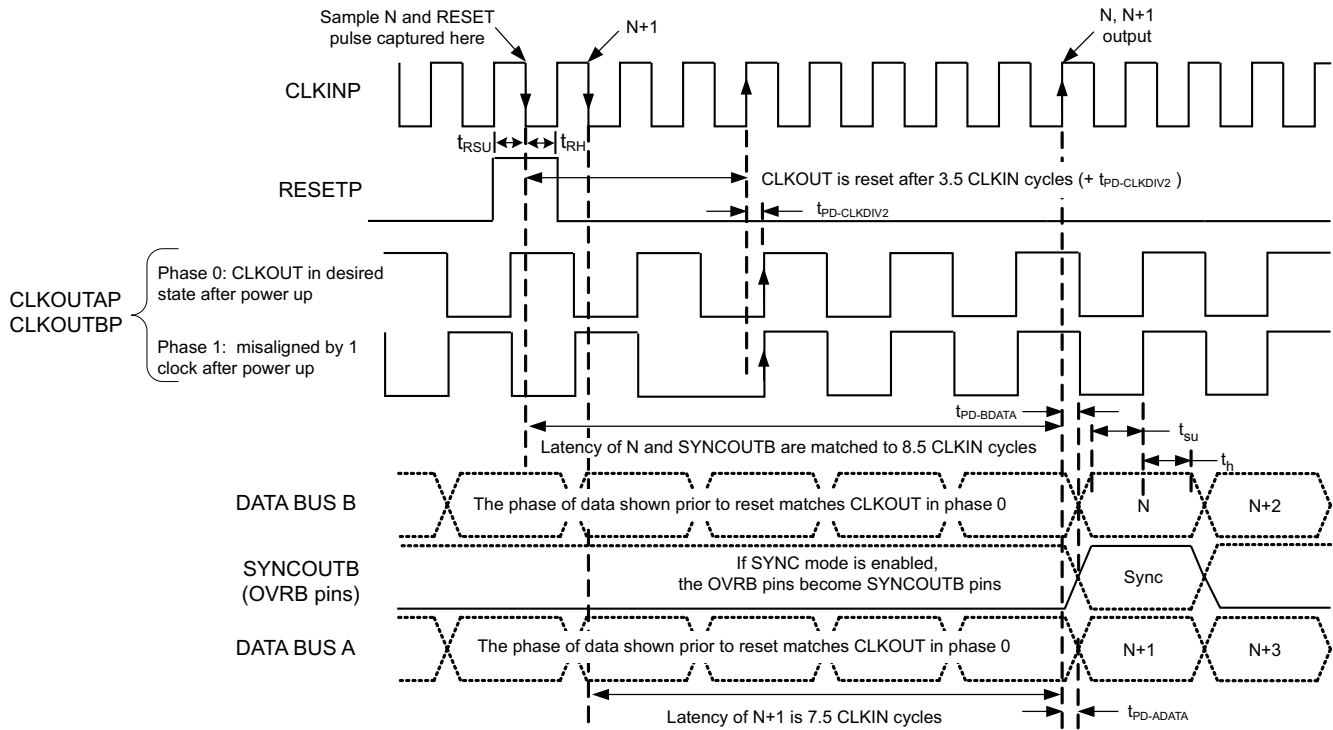 Sample N and RESET
pulse captured here
N+1
N, N+1
output
CLKINP
tRSU
tRH
RESETP
CLKOUT is reset after 3.5 CLKIN cycles (+ tPD-CLKDIV2 )
tPD-CLKDIV2
CLKOUTAP
CLKOUTBP
Phase 0: CLKOUT in desired
state after power up
Phase 1: misaligned by 1
clock after power up
tPD-BDATA
tsu
Latency of N and SYNCOUTB are matched to 8.5 CLKIN cycles
th
DATA BUS B
The phase of data shown prior to reset matches CLKOUT in phase 0
N
N+2
SYNCOUTB
(OVRB pins)
If SYNC mode is enabled,
the OVRB pins become SYNCOUTB pins
Sync
DATA BUS A
The phase of data shown prior to reset matches CLKOUT in phase 0
N+1
N+3
Latency of N+1 is 7.5 CLKIN cycles
tPD-ADATA